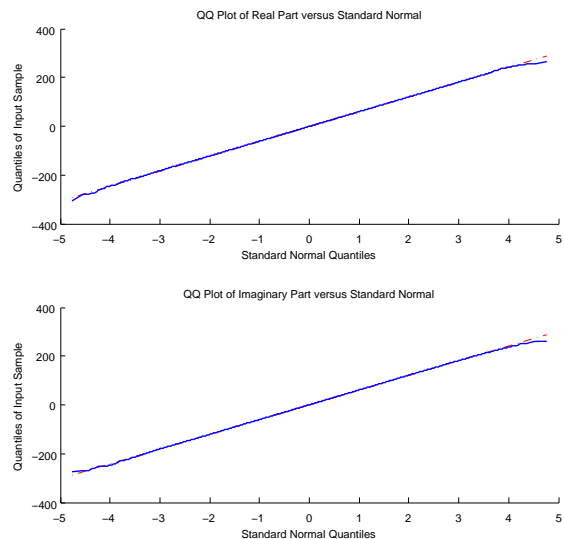 QQ Plot of Real Part versus Standard Normal
Quantiles of Input Sample
400
200
0
−200
−400
−5 −4 −3 −2 −1 0 1 2 3 4 5
Standard Normal Quantiles
QQ Plot of Imaginary Part versus Standard Normal
Quantiles of Input Sample
400
200
0
−200
−400
−5 −4 −3 −2 −1 0 1 2 3 4 5
Standard Normal Quantiles